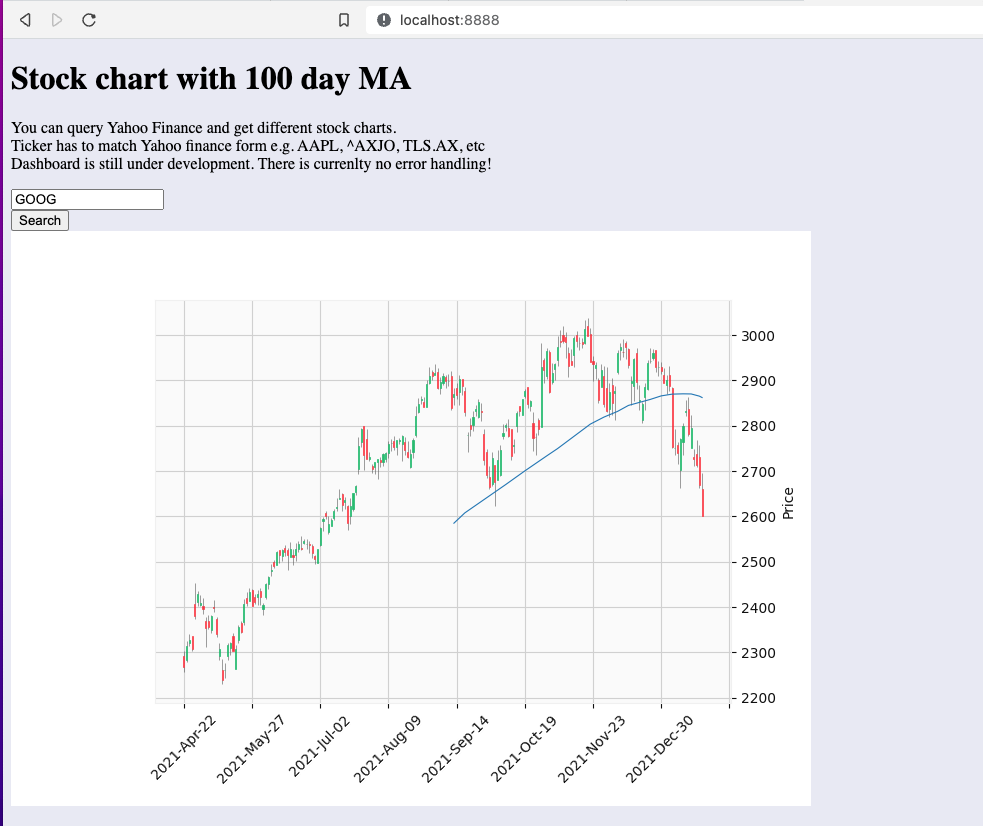 localhost:8888
Stock chart with 100 day MA
You can query Yahoo Finance and get different stock charts.
Ticker has to match Yahoo finance form e.g. AAPL, ^AXJO, TLS.AX, etc
Dashboard is still under development. There is currenlty no error handling!
GOOG
Search
3000
2900
2800
2700
2600
2500
2400
2300
2200
Price
2021-Apr-22
2021-May-27
2021-Jul-02
2021-Aug-09
2021-Sep-14
2021-Oct-19
2021-Nov-23
2021-Dec-30